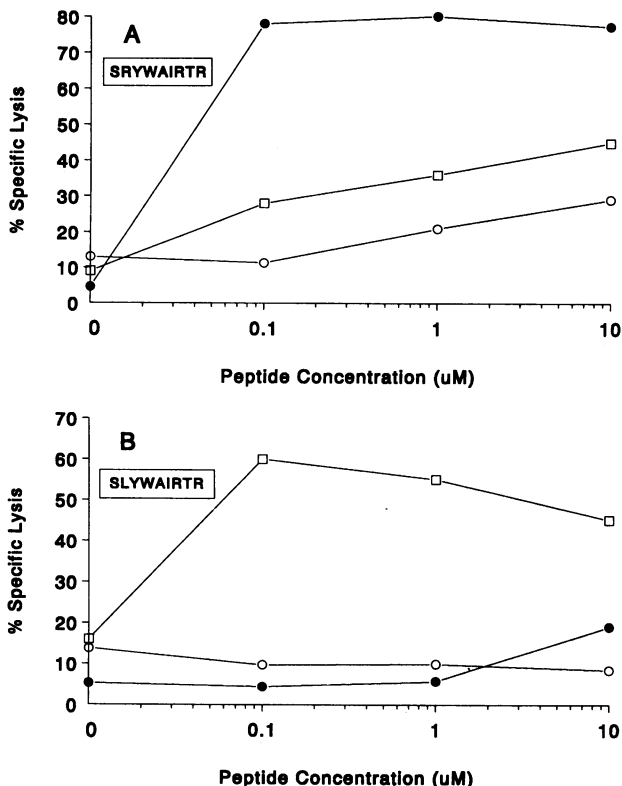 A
SRYWAIRTR
% Specific Lysis
80
70
60
50
40
30
20
10
0
0 0.1 1 10
Peptide Concentration (uM)
B
SLYWAIRTR
% Specific Lysis
70
60
50
40
30
20
10
0
0 0.1 1 10
Peptide Concentration (uM)